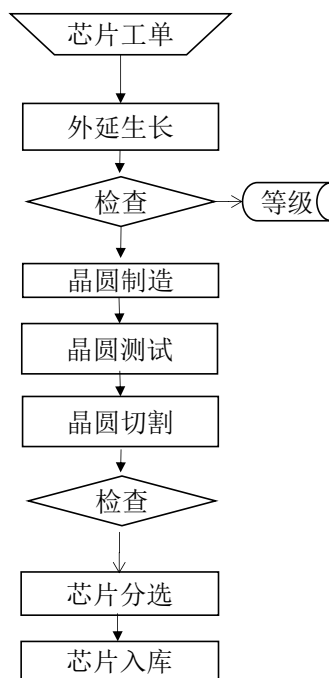 芯片工单
外延生长
检查
等级
晶圆制造
晶圆测试
晶圆切割
检查
芯片分选
芯片入库